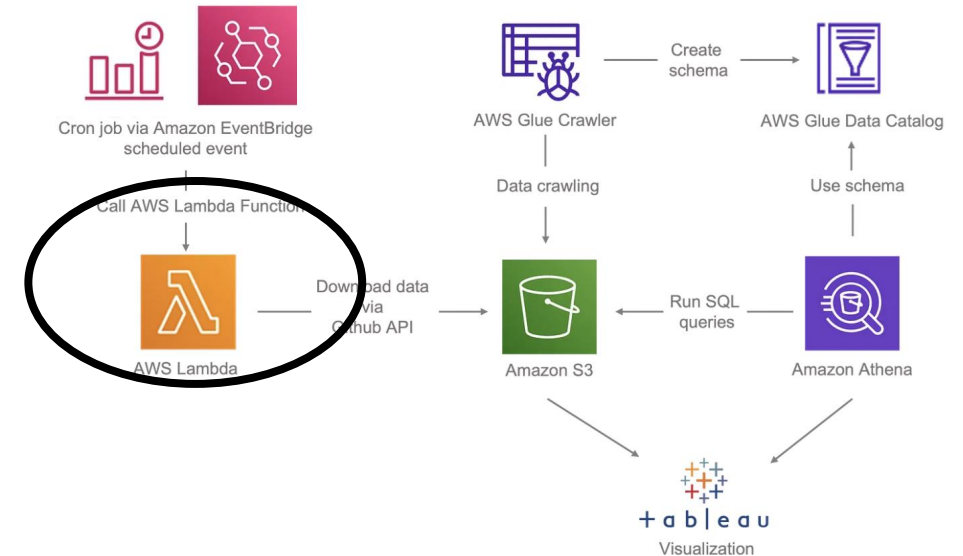 Cron job via Amazon EventBridge
scheduled event
Call AWS Lambda Function
AWS Lambda
Download data
via
Github API
AWS Glue Crawler
Create
schema
AWS Glue Data Catalog
Data crawling
Use schema
Amazon S3
Run SQL
queries
Amazon Athena
+ableau
Visualization